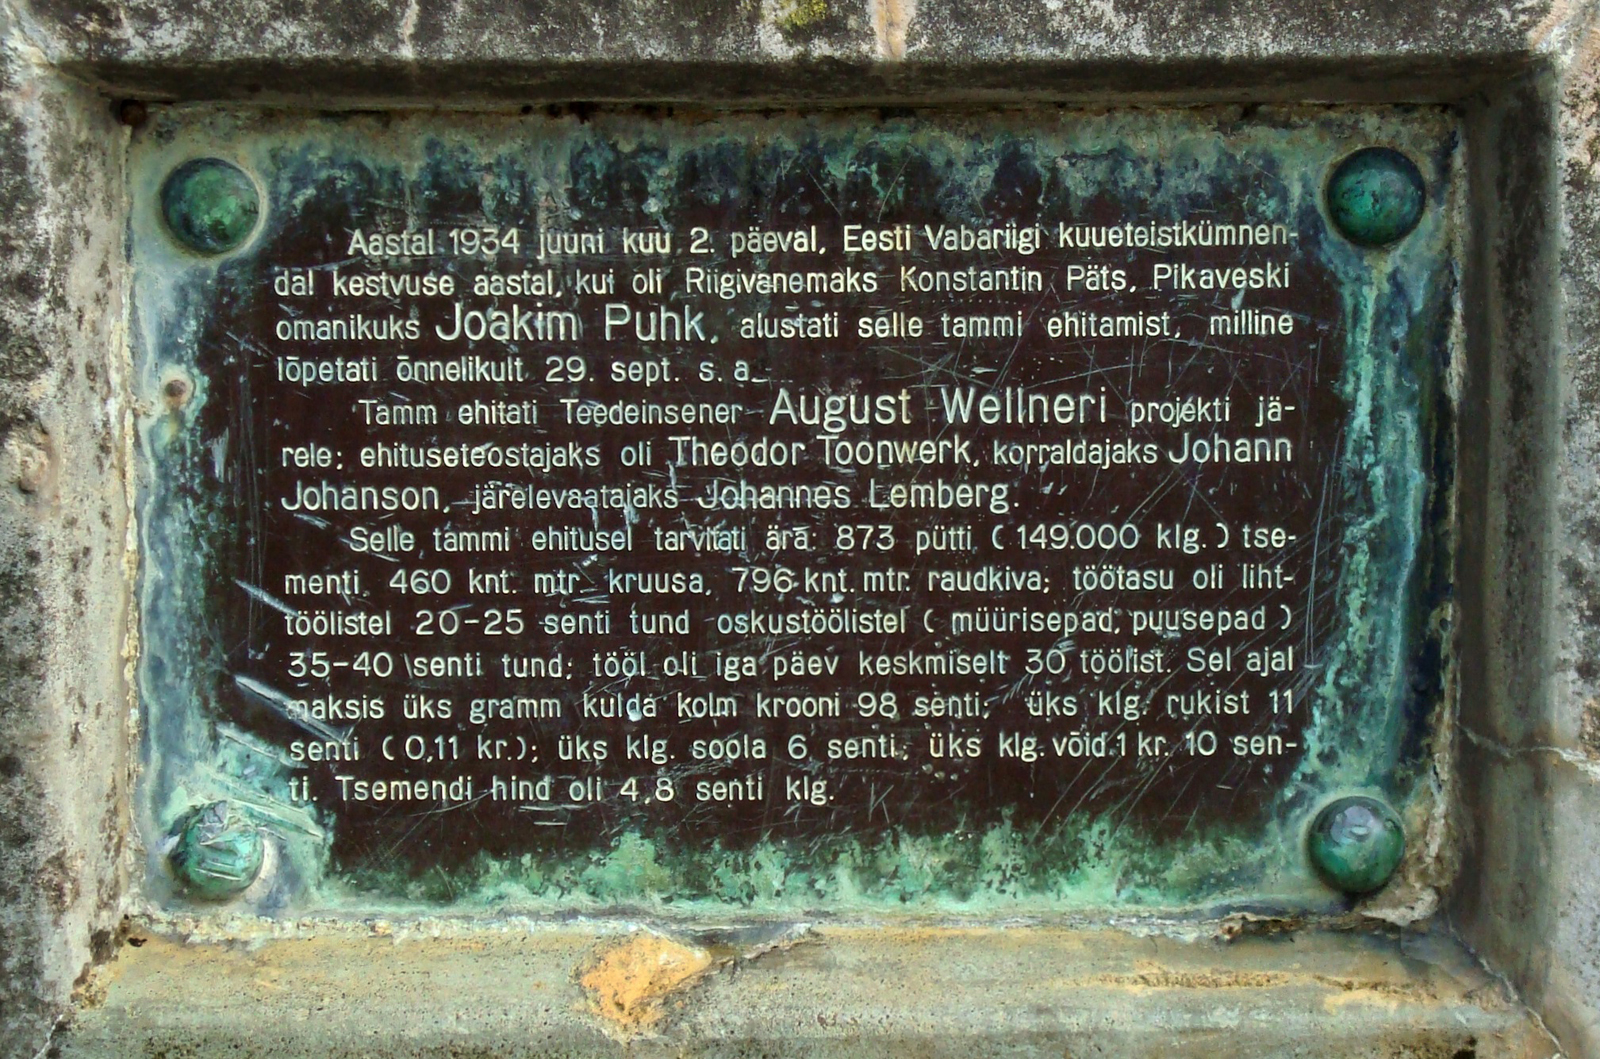 Aastal 1934 juuni kuu 2. päeval, Eesti Vabariigi kuueteistkümnen-
dal kestvuse aastal, kui oli Riigivanemaks Konstantin Päts, Pikaveski
omanikuks Joakim Puhk, alustati selle tammi ehitamist, milline
lõpetati õnnelikult 29. sept. s. a.
Tamm ehitati Teedeinsener August Wellneri projekti jä-
rele; ehituseteostajaks oli Theodor Toonwerk, korraldajaks Johann
Johanson, järelevaatajaks Johannes Lemberg.
Selle tammi ehitusel tarvitati ära: 873 pütti (149.000 klg.) tse-
menti, 460 knt. mtr. kruusa, 796 knt. mtr. raudkiva; töötasu oli liht-
töölistel 20-25 senti tund oskustöölistel (müürisepad, puusepad)
35-40 senti tund; tööl oli iga päev keskmiselt 30 töölist. Sel ajal
maksis üks gramm kulda kolm krooni 98 senti; üks klg. rukist 11
senti (0,11 kr.); üks klg. soola 6 senti; üks klg. võid 1 kr. 10 sen-
ti. Tsemendi hind oli 4,8 senti klg.